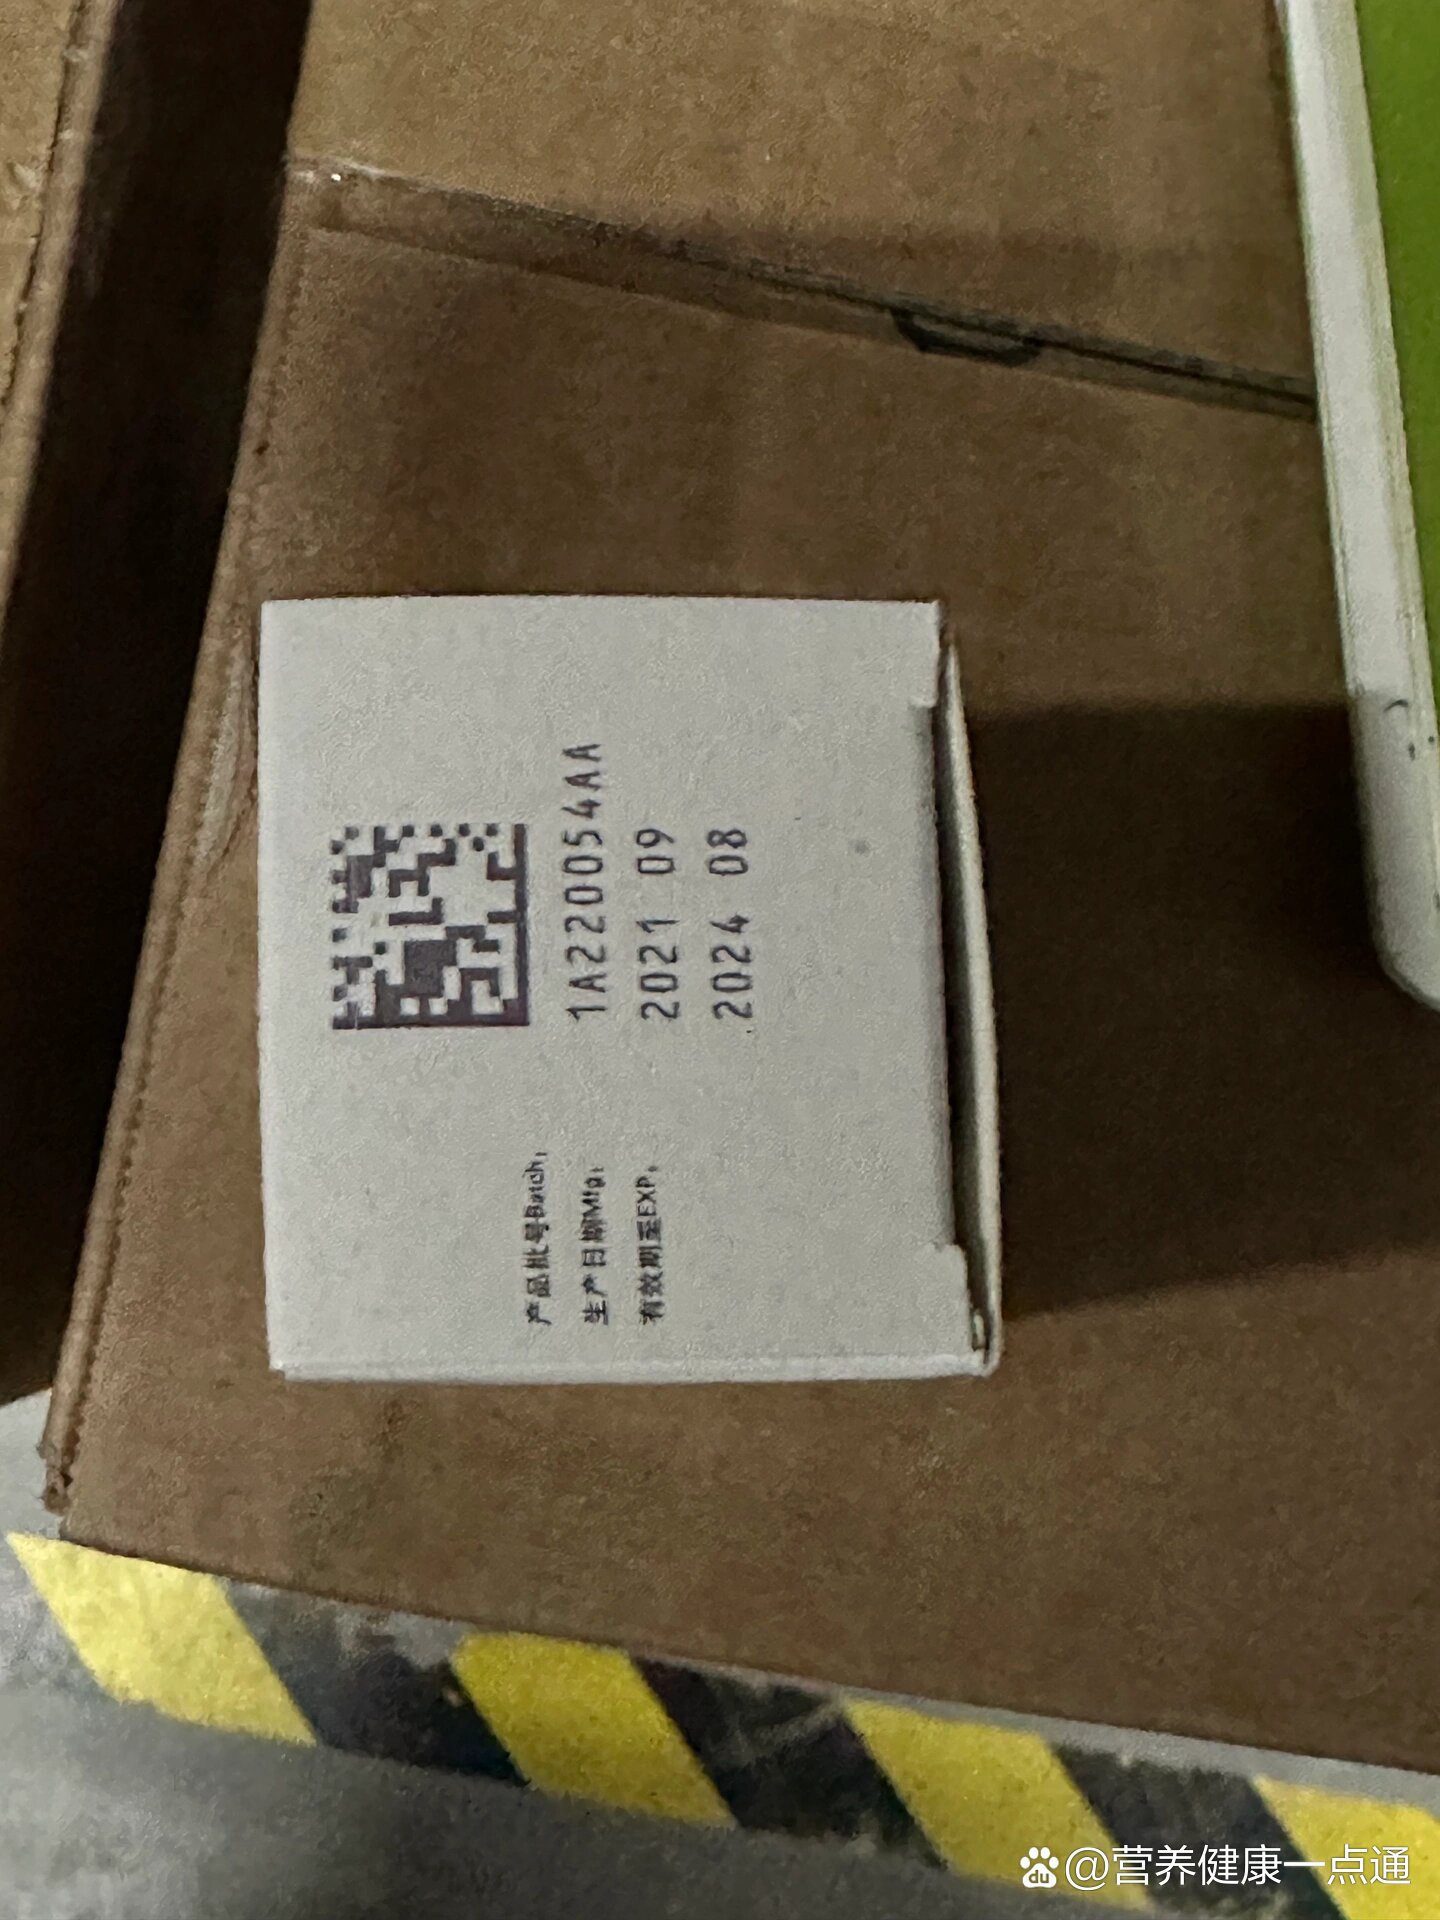 1A220054AA
2021 09
2024 08
产品批号Batch:
生产日期Mfg:
有效期至EXP:
du @营养健康一点通